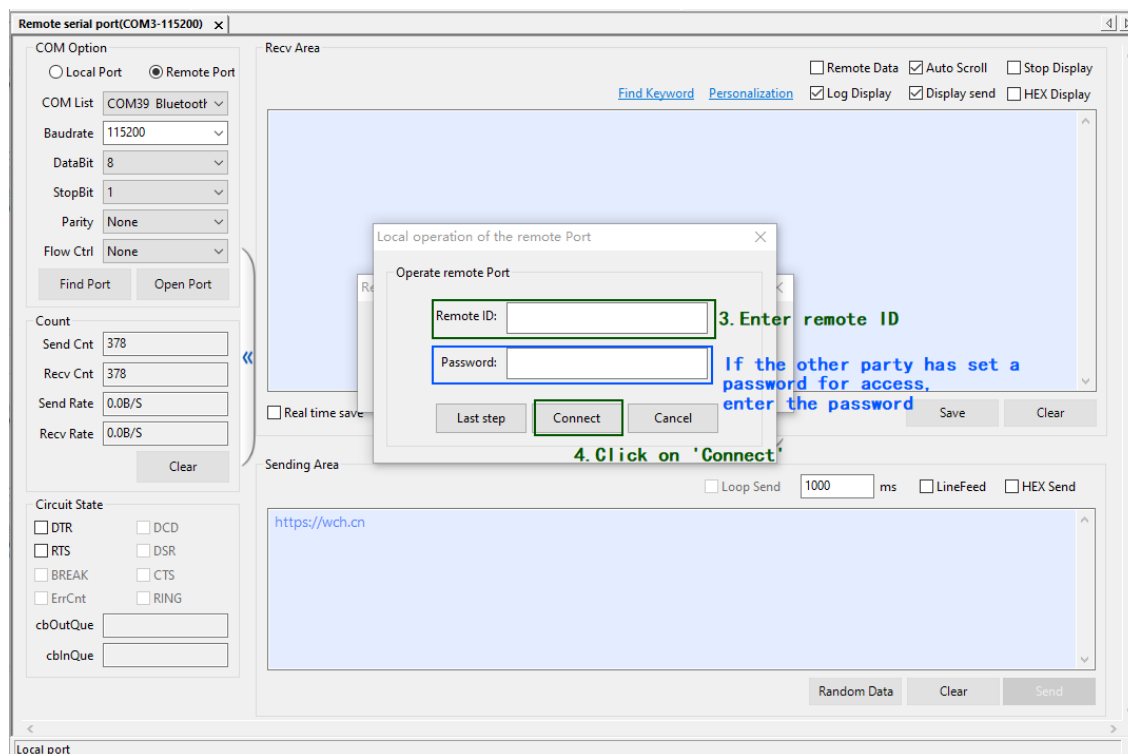 Remote serial port(COM3-115200) x
COM Option
Local Port Remote Port
COM List COM39 Bluetooth
Baudrate 115200
DataBit 8
StopBit 1
Parity None
Flow Ctrl None
Find Port Open Port
Count
Send Cnt 378
Recv Cnt 378
Send Rate 0.0B/S
Recv Rate 0.0B/S
Clear
Circuit State
DTR DCD
RTS DSR
BREAK CTS
ErrCnt RING
cbOutQue
cbInQue
Recv Area
Remote Data Auto Scroll Stop Display
Find Keyword Personalization Log Display Display send HEX Display
Local operation of the remote Port
Operate remote Port
Re
Remote ID:
3.Enter remote ID
Password:
If the other party has set a
password for access,
enter the password
Last step Connect Cancel
4.Click on 'Connect'
Real time save
Save Clear
Sending Area
Loop Send 1000 ms LineFeed HEX Send
https://wch.cn
Random Data Clear Send
Local port